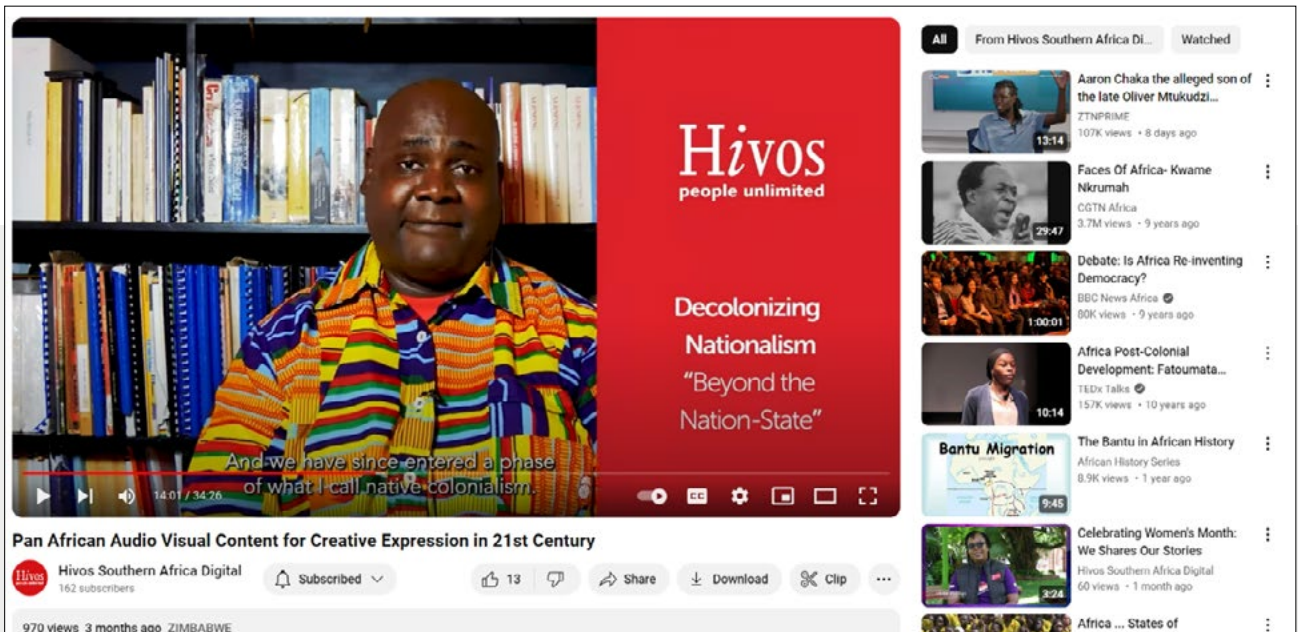 Hivos
people unlimited
Decolonizing
Nationalism
“Beyond the
Nation-State”
And we have since entered a phase
of what I call native colonialism.
14:01 / 34:26
CC
Pan African Audio Visual Content for Creative Expression in 21st Century
Hivos
Hivos Southern Africa Digital
162 subscribers
Subscribed
13
Share
Download
Clip
970 views 3 months ago ZIMBABWE
All
From Hivos Southern Africa Di...
Watched
13:14
Aaron Chaka the alleged son of
the late Oliver Mtukudzi...
ZTNPRIME
107K views • 8 days ago
29:47
Faces Of Africa- Kwame
Nkrumah
CGTN Africa
3.7M views • 9 years ago
1:00:01
Debate: Is Africa Re-inventing
Democracy?
BBC News Africa
80K views • 9 years ago
10:14
Africa Post-Colonial
Development: Fatoumata...
TEDx Talks
157K views • 10 years ago
Bantu Migration
9:45
The Bantu in African History
African History Series
8.9K views • 1 year ago
3:24
Celebrating Women's Month:
We Shares Our Stories
Hivos Southern Africa Digital
60 views • 1 month ago
Africa ... States of